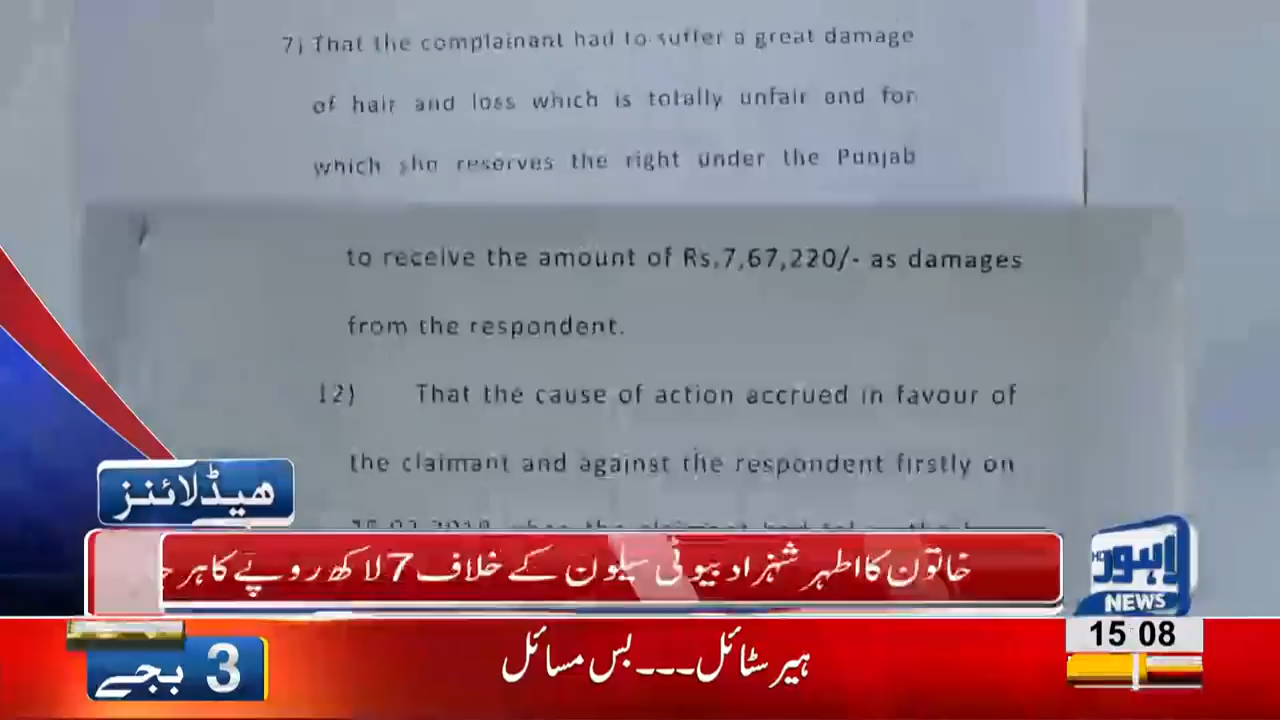 7) That the complainant had to suffer a great damage
of hair and loss which is totally unfair and for
which she reserves the right under the Punjab
to receive the amount of Rs.7,67,220/- as damages
from the respondent.
12) That the cause of action accrued in favour of
the claimant and against the respondent firstly on
ھیڈلائنز
خاتون کا اطہر شہزاد بیوٹی سیلون کے خلاف 7 لاکھ روپے کا
لاہور HD
NEWS
15 08
ہیر سٹائل۔۔۔بس مسائل
3 بجے